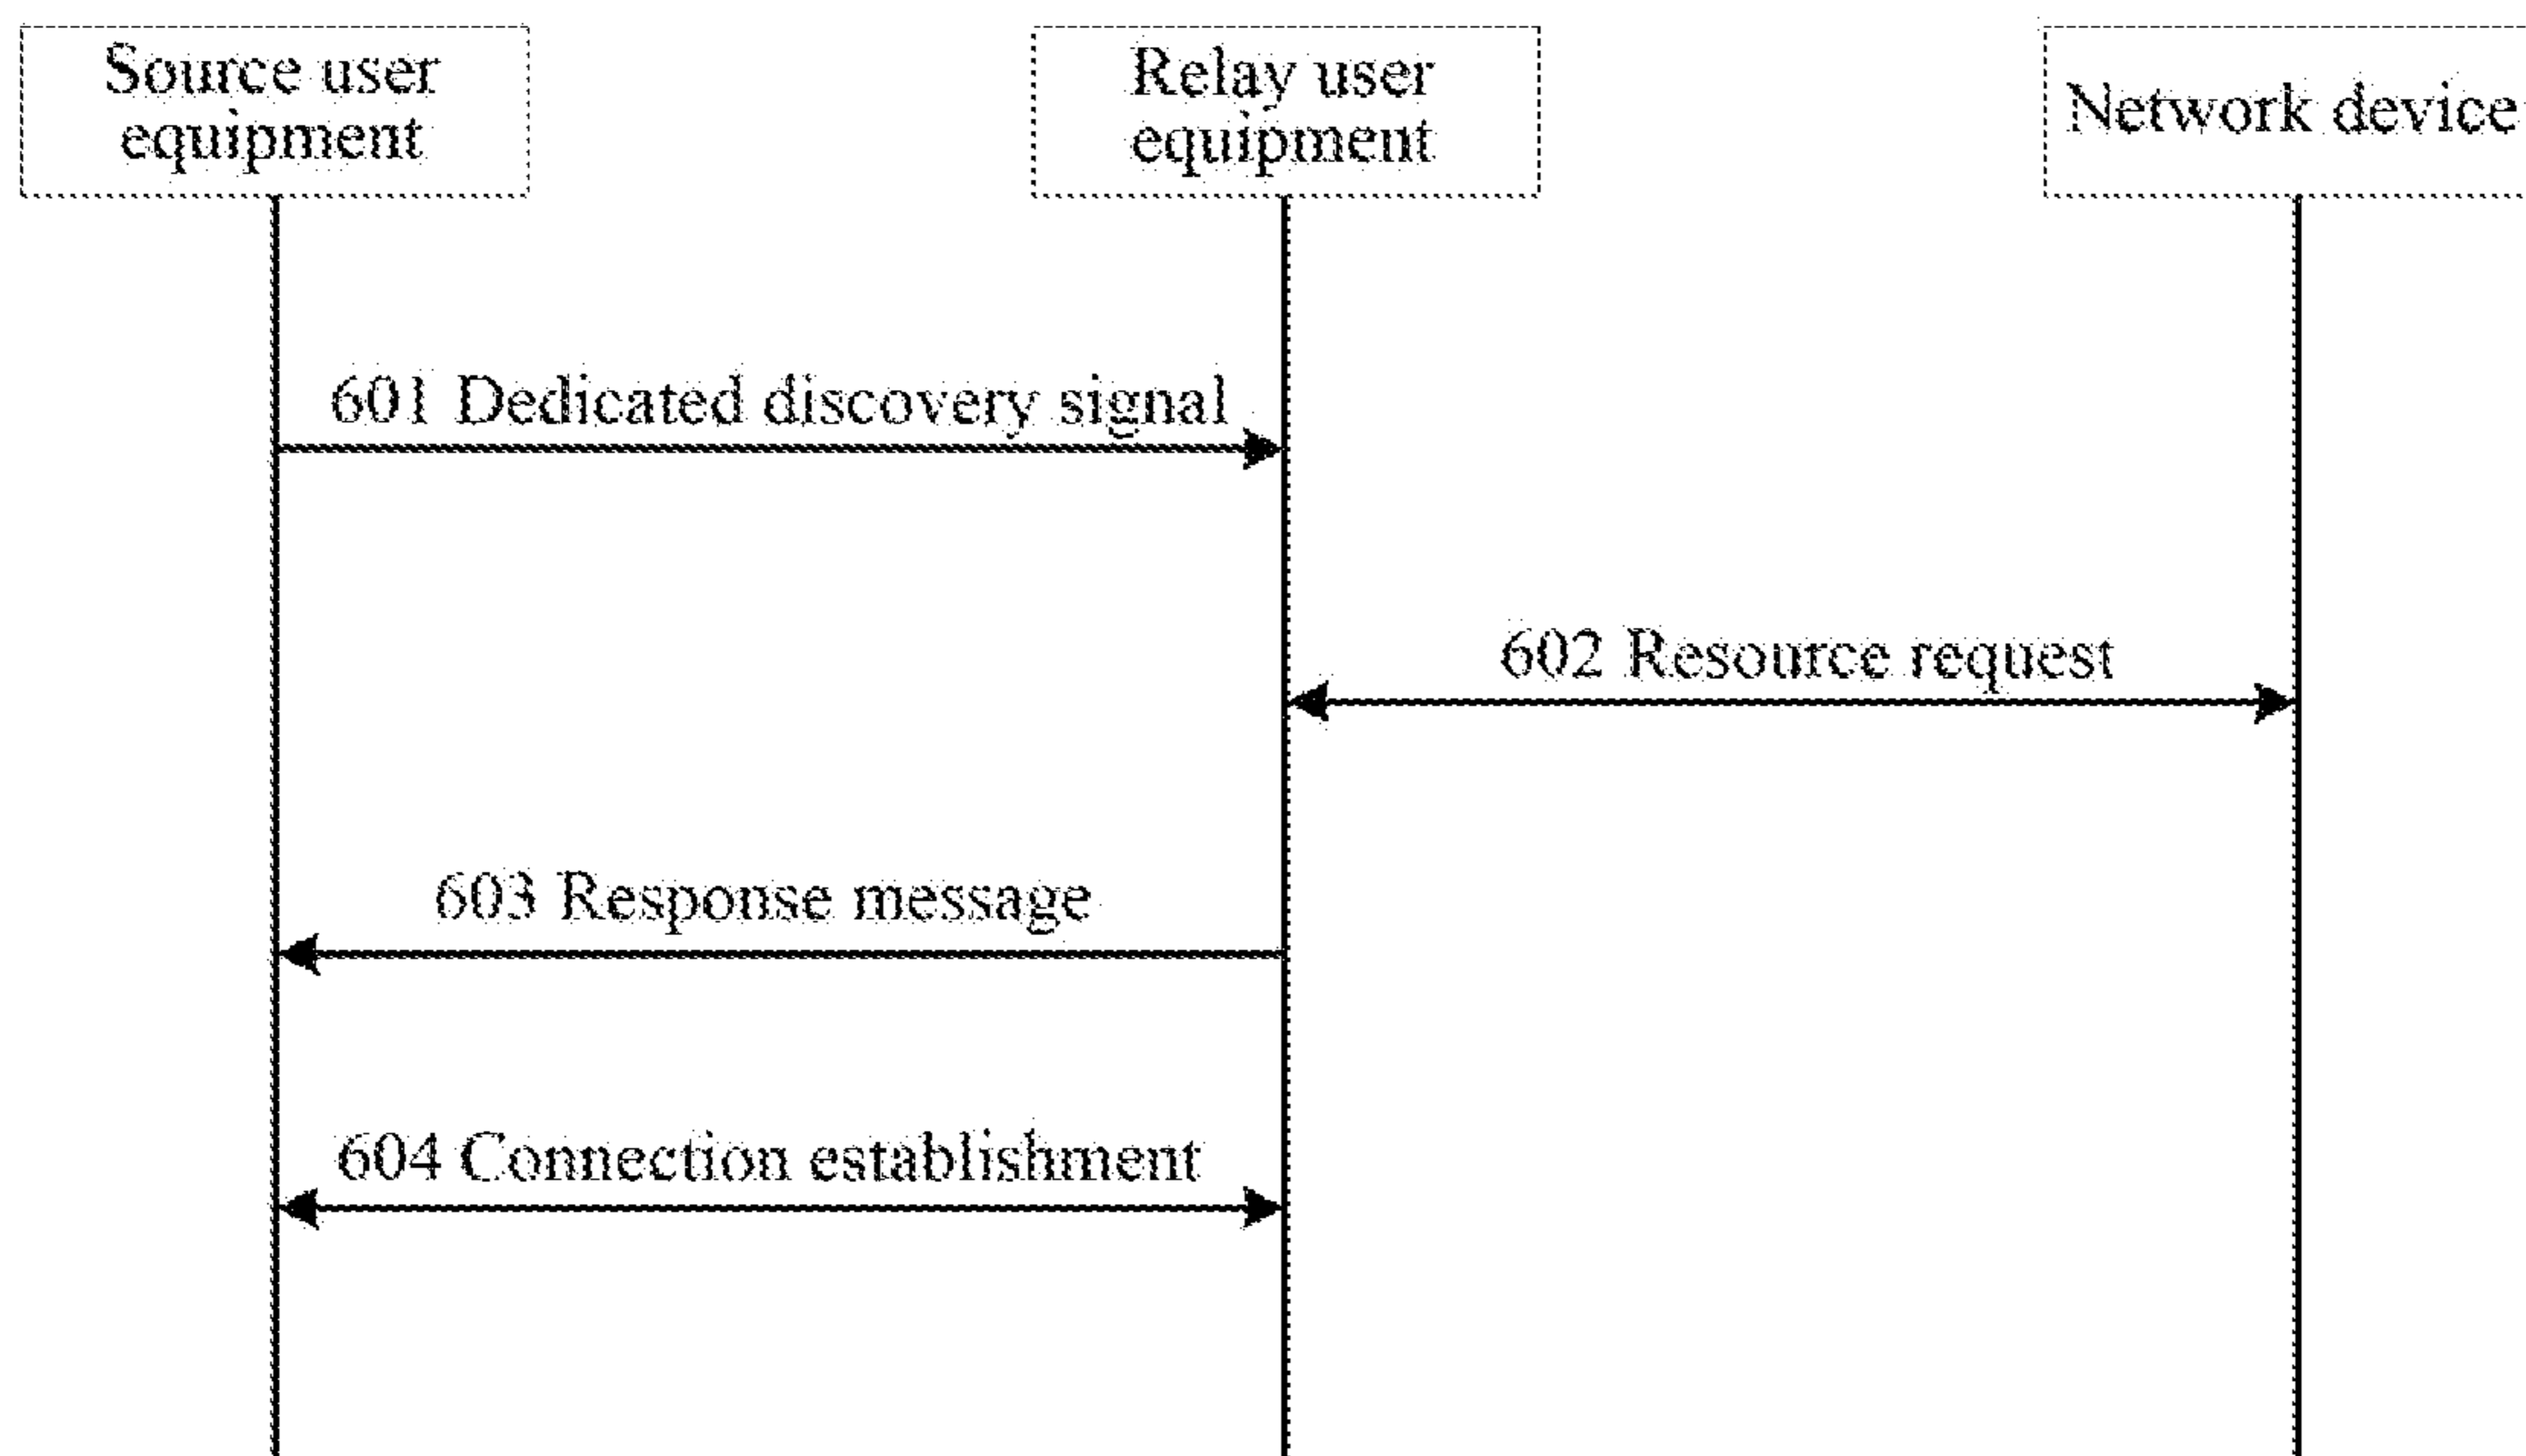 Source user
equipment
Relay user
equipment
Network device
601 Dedicated discovery signal
602 Resource request
603 Response message
604 Connection establishment